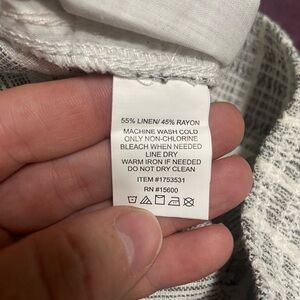 55% LINEN/ 45% RAYON
MACHINE WASH COLD
ONLY NON-CHLORINE
BLEACH WHEN NEEDED
LINE DRY
WARM IRON IF NEEDED
DO NOT DRY CLEAN
ITEM #1753531
RN #15600